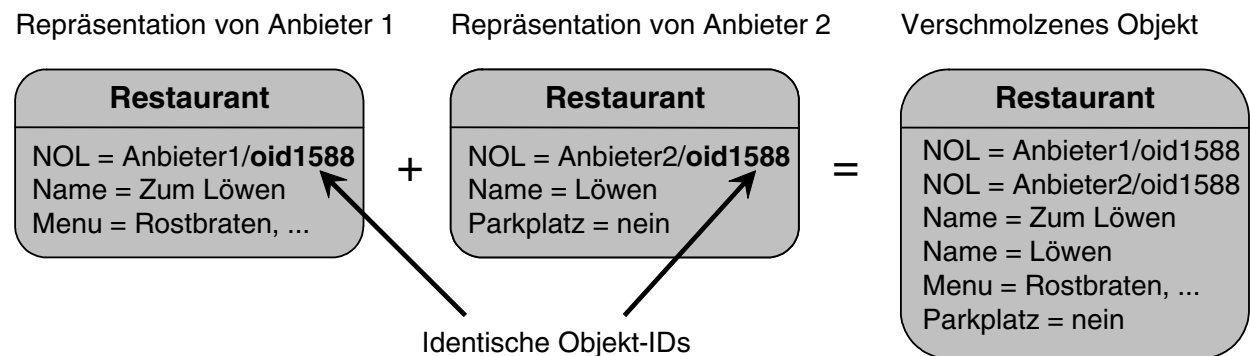 Repräsentation von Anbieter 1
Restaurant
NOL = Anbieter1/oid1588
Name = Zum Löwen
Menu = Rostbraten, ...
+
Repräsentation von Anbieter 2
Restaurant
NOL = Anbieter2/oid1588
Name = Löwen
Parkplatz = nein
=
Verschmolzenes Objekt
Restaurant
NOL = Anbieter1/oid1588
NOL = Anbieter2/oid1588
Name = Zum Löwen
Name = Löwen
Menu = Rostbraten, ...
Parkplatz = nein
Identische Objekt-IDs